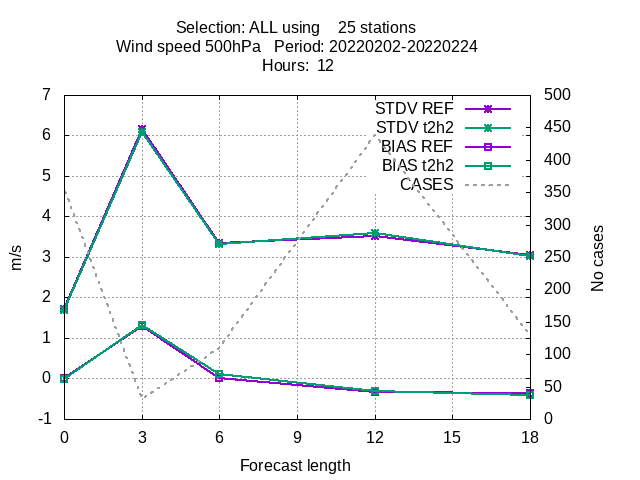 Selection: ALL using    25 stations
Wind speed 500hPa   Period: 20220202-20220224
Hours:  12
STDV REF
STDV t2h2
BIAS REF
BIAS t2h2
CASES
7
6
5
4
3
2
1
0
-1
m/s
500
450
400
350
300
250
200
150
100
50
0
No cases
0 3 6 9 12 15 18
Forecast length